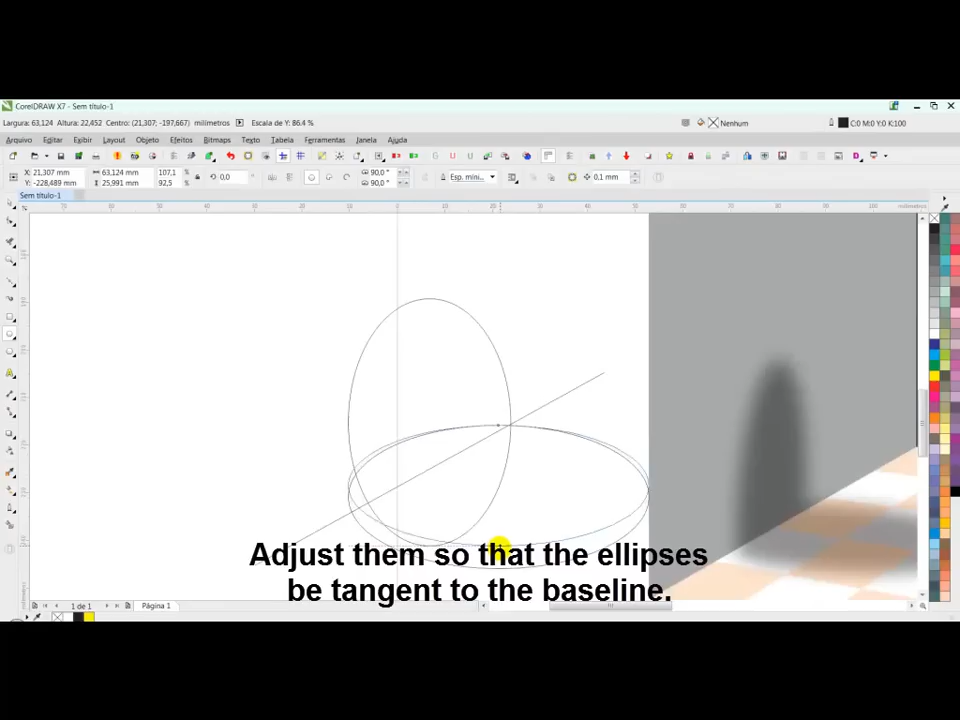 CorelDRAW X7 - Sem título-1
Largura: 63,124 Altura: 22,452 Centro: (21,307; -197,667) milímetros Escala de Y: 86.4 %
Nenhum
C:0 M:0 Y:0 K:100
Arquivo Editar Exibir Layout Objeto Efeitos Bitmaps Texto Tabela Ferramentas Janela Ajuda
X: 21,307 mm 63,124 mm 107,1 0,0 90,0 ° Esp. míni... 0,1 mm
Y: -228,489 mm 25,991 mm 92,5 90,0 °
Sem título-1
milímetros
Adjust them so that the ellipses
be tangent to the baseline.
1 de 1 Página 1